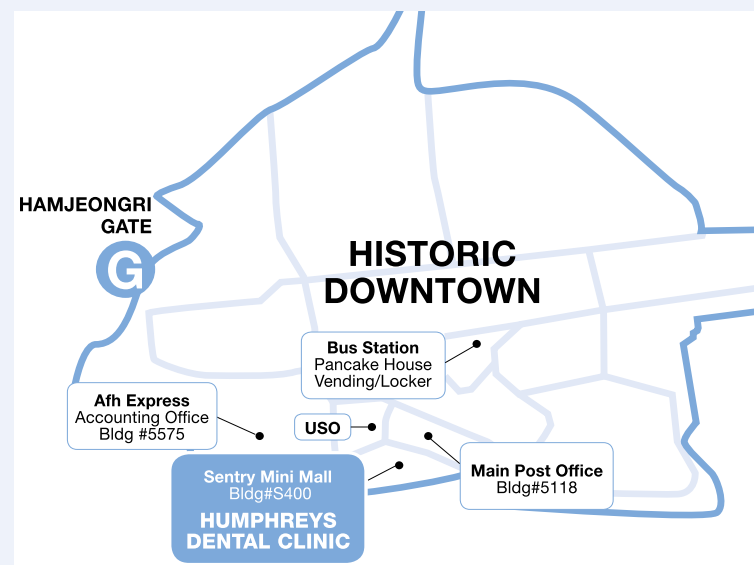 HAMJEONGRI
GATE
G
HISTORIC
DOWNTOWN
Bus Station
Pancake House
Vending/Locker
Afh Express
Accounting Office
Bldg #5575
USO
Sentry Mini Mall
Bldg#S400
HUMPHREYS
DENTAL CLINIC
Main Post Office
Bldg#5118